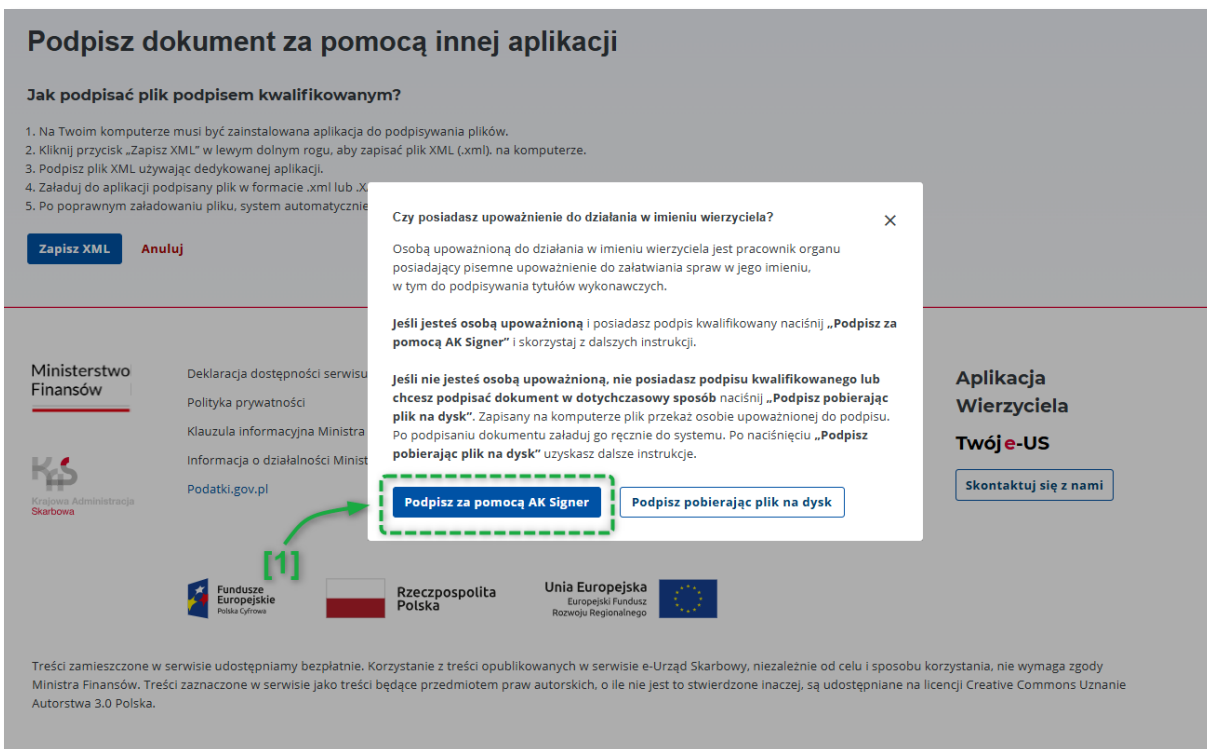 Podpisz dokument za pomocą innej aplikacji
Jak podpisać plik podpisem kwalifikowanym?
1. Na Twoim komputerze musi być zainstalowana aplikacja do podpisywania plików.
2. Kliknij przycisk „Zapisz XML” w lewym dolnym rogu, aby zapisać plik XML (.xml). na komputerze.
3. Podpisz plik XML używając dedykowanej aplikacji.
4. Załaduj do aplikacji podpisany plik w formacie .xml lub .X
5. Po poprawnym załadowaniu pliku, system automatycznie
Zapisz XML Anuluj
Czy posiadasz upoważnienie do działania w imieniu wierzyciela?
Osobą upoważnioną do działania w imieniu wierzyciela jest pracownik organu
posiadający pisemne upoważnienie do załatwiania spraw w jego imieniu,
w tym do podpisywania tytułów wykonawczych.
Jeśli jesteś osobą upoważnioną i posiadasz podpis kwalifikowany naciśnij „Podpisz za
pomocą AK Signer” i skorzystaj z dalszych instrukcji.
Jeśli nie jesteś osobą upoważnioną, nie posiadasz podpisu kwalifikowanego lub
chcesz podpisać dokument w dotychczasowy sposób naciśnij „Podpisz pobierając
plik na dysk”. Zapisany na komputerze plik przekaż osobie upoważnionej do podpisu.
Po podpisaniu dokumentu załaduj go ręcznie do systemu. Po naciśnięciu „Podpisz
pobierając plik na dysk” uzyskasz dalsze instrukcje.
Podpisz za pomocą AK Signer Podpisz pobierając plik na dysk
[1]
Ministerstwo
Finansów
KAS
Krajowa Administracja
Skarbowa
Deklaracja dostępności serwisu
Polityka prywatności
Klauzula informacyjna Ministra
Informacja o działalności Minist
Podatki.gov.pl
Aplikacja
Wierzyciela
Twój e-US
Skontaktuj się z nami
Fundusze
Europejskie
Polska Cyfrowa
Rzeczpospolita
Polska
Unia Europejska
Europejski Fundusz
Rozwoju Regionalnego
Treści zamieszczone w serwisie udostępniamy bezpłatnie. Korzystanie z treści opublikowanych w serwisie e-Urząd Skarbowy, niezależnie od celu i sposobu korzystania, nie wymaga zgody
Ministra Finansów. Treści zaznaczone w serwisie jako treści będące przedmiotem praw autorskich, o ile nie jest to stwierdzone inaczej, są udostępniane na licencji Creative Commons Uznanie
Autorstwa 3.0 Polska.